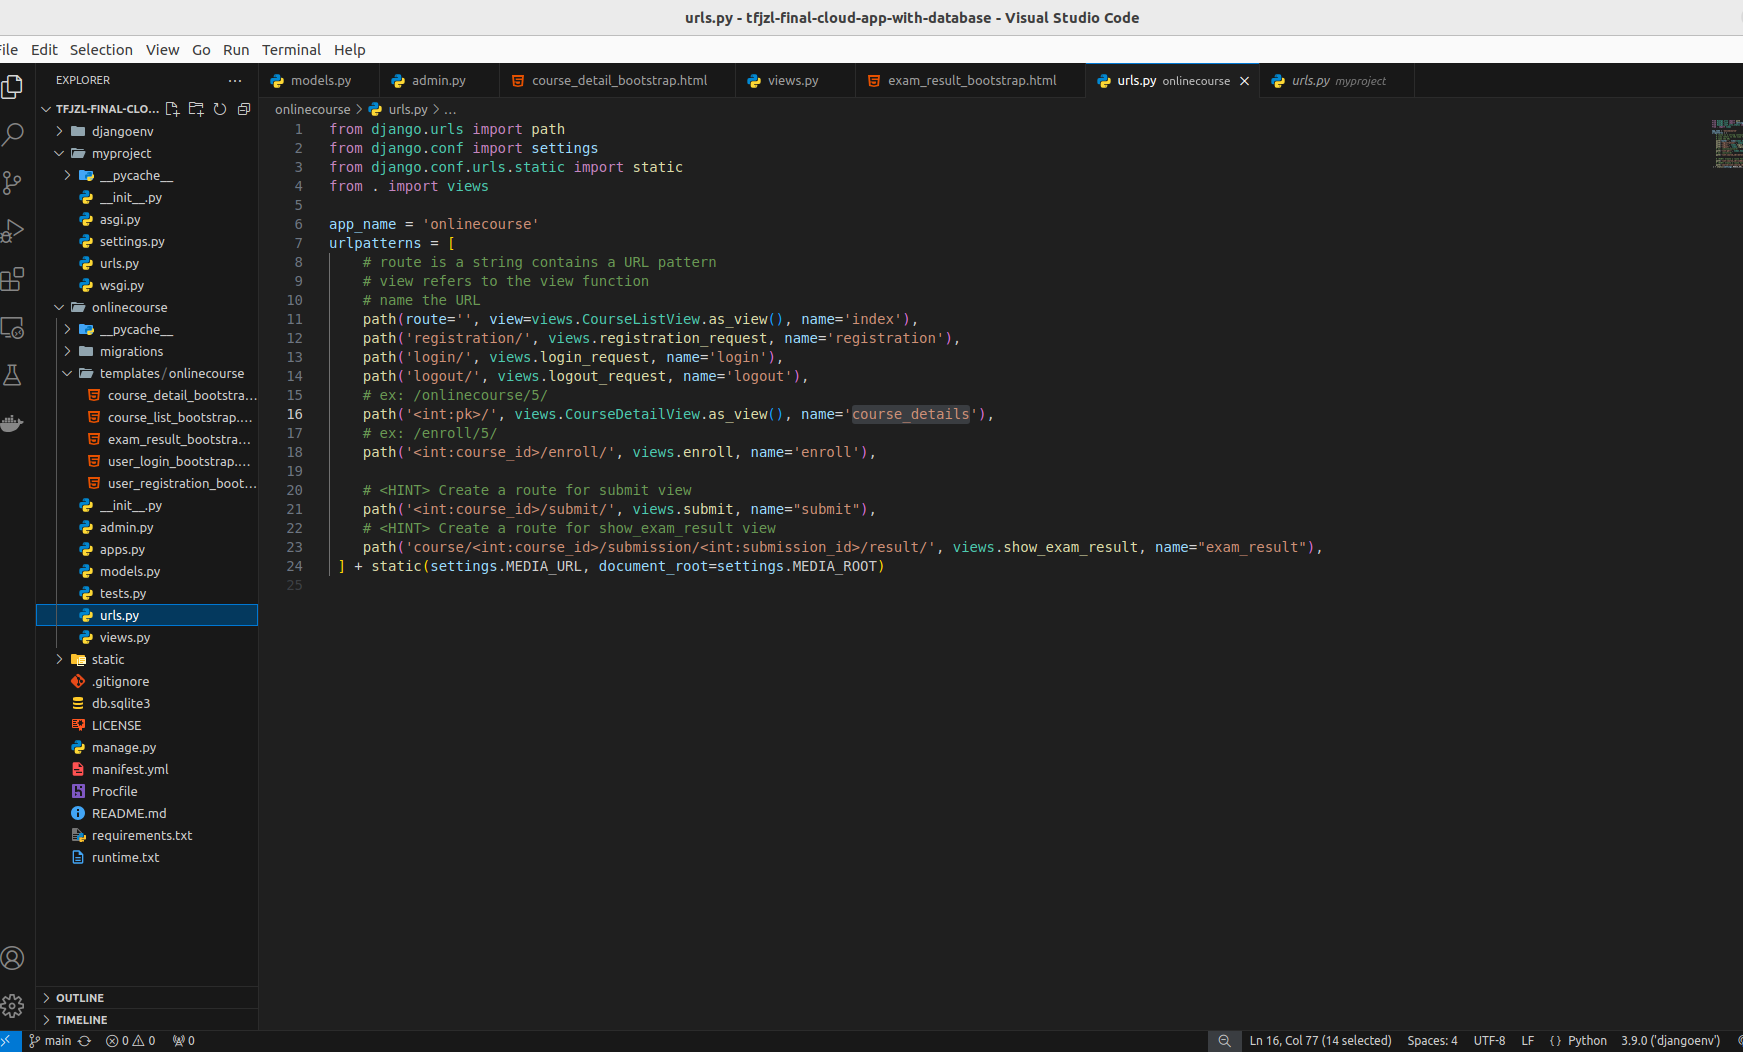 urls.py - tfjzl-final-cloud-app-with-database - Visual Studio Code
ile Edit Selection View Go Run Terminal Help
EXPLORER
TFJZL-FINAL-CLO...
djangoenv
myproject
__pycache__
__init__.py
asgi.py
settings.py
urls.py
wsgi.py
onlinecourse
__pycache__
migrations
templates/onlinecourse
course_detail_bootstra...
course_list_bootstrap....
exam_result_bootstra...
user_login_bootstrap....
user_registration_boot...
__init__.py
admin.py
apps.py
models.py
tests.py
urls.py
views.py
static
.gitignore
db.sqlite3
LICENSE
manage.py
manifest.yml
Procfile
README.md
requirements.txt
runtime.txt
OUTLINE
TIMELINE
models.py admin.py course_detail_bootstrap.html views.py exam_result_bootstrap.html urls.py onlinecourse urls.py myproject
onlinecourse > urls.py > ...
1 from django.urls import path
2 from django.conf import settings
3 from django.conf.urls.static import static
4 from . import views
5
6 app_name = 'onlinecourse'
7 urlpatterns = [
8 # route is a string contains a URL pattern
9 # view refers to the view function
10 # name the URL
11 path(route='', view=views.CourseListView.as_view(), name='index'),
12 path('registration/', views.registration_request, name='registration'),
13 path('login/', views.login_request, name='login'),
14 path('logout/', views.logout_request, name='logout'),
15 # ex: /onlinecourse/5/
16 path('<int:pk>/', views.CourseDetailView.as_view(), name='course_details'),
17 # ex: /enroll/5/
18 path('<int:course_id>/enroll/', views.enroll, name='enroll'),
19
20 # <HINT> Create a route for submit view
21 path('<int:course_id>/submit/', views.submit, name="submit"),
22 # <HINT> Create a route for show_exam_result view
23 path('course/<int:course_id>/submission/<int:submission_id>/result/', views.show_exam_result, name="exam_result"),
24 ] + static(settings.MEDIA_URL, document_root=settings.MEDIA_ROOT)
25
main 0 0 0 Ln 16, Col 77 (14 selected) Spaces: 4 UTF-8 LF {} Python 3.9.0 ('djangoenv')